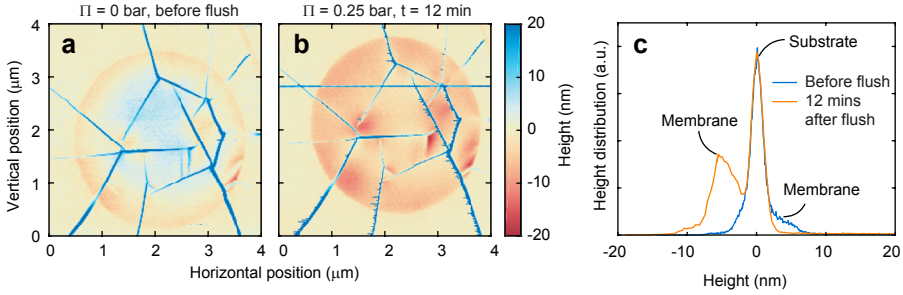 Π = 0 bar, before flush
Π = 0.25 bar, t = 12 min
a
b
c
Vertical position (μm)
4
3
2
1
0
0
1
2
3
4
0
1
2
3
4
Horizontal position (μm)
20
10
0
-10
-20
Height (nm)
Height distribution (a.u.)
Substrate
Before flush
12 mins
after flush
Membrane
Membrane
-20
-10
0
10
20
Height (nm)